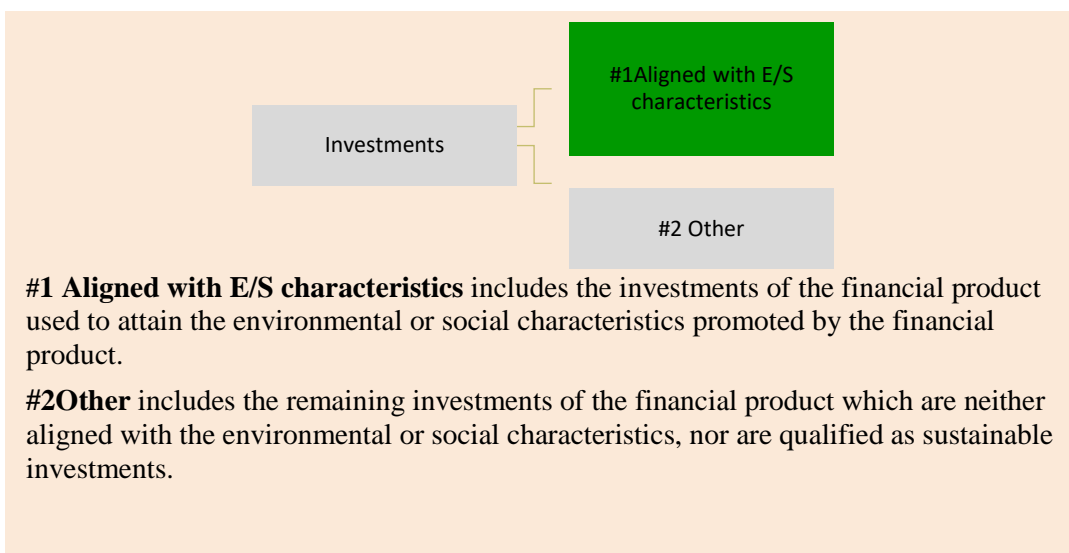 #1Aligned with E/S
characteristics
Investments
#2 Other
#1 Aligned with E/S characteristics includes the investments of the financial product
used to attain the environmental or social characteristics promoted by the financial
product.
#2Other includes the remaining investments of the financial product which are neither
aligned with the environmental or social characteristics, nor are qualified as sustainable
investments.